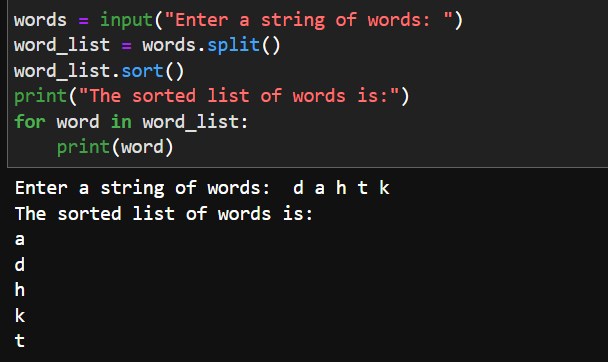 words = input("Enter a string of words: ")
word_list = words.split()
word_list.sort()
print("The sorted list of words is:")
for word in word_list:
    print(word)
Enter a string of words:  d a h t k
The sorted list of words is:
a
d
h
k
t